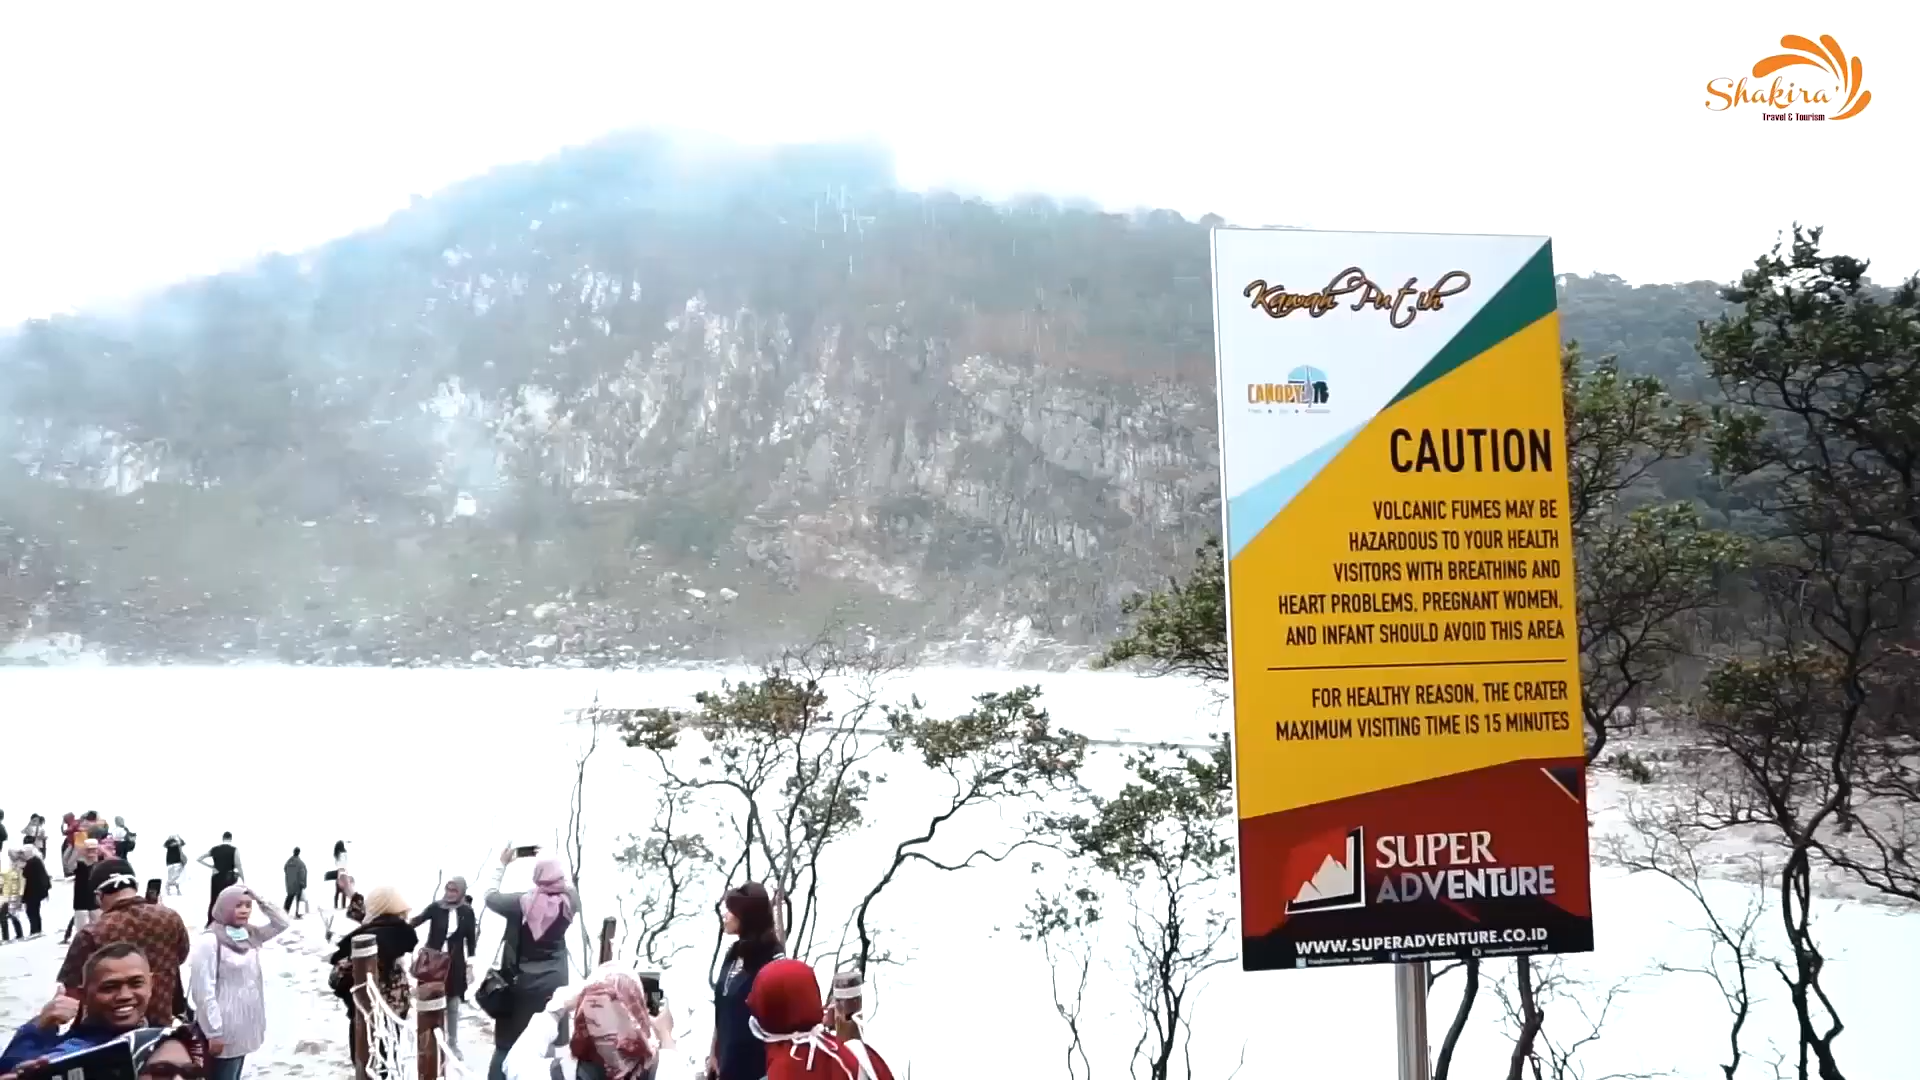 Shakira
Travel & Tourism
Kawah Putih
CANOPY
CAUTION
VOLCANIC FUMES MAY BE
HAZARDOUS TO YOUR HEALTH
VISITORS WITH BREATHING AND
HEART PROBLEMS, PREGNANT WOMEN,
AND INFANT SHOULD AVOID THIS AREA
FOR HEALTHY REASON, THE CRATER
MAXIMUM VISITING TIME IS 15 MINUTES
SUPER
ADVENTURE
WWW.SUPERADVENTURE.CO.ID